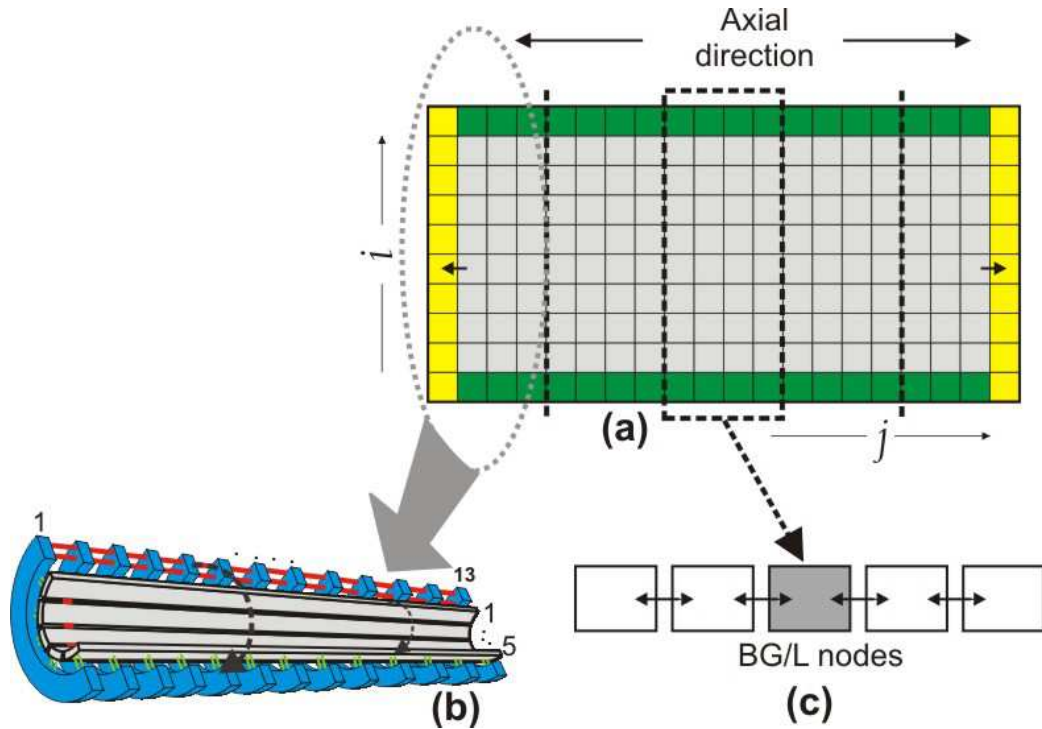 Axial
direction
i
(a)
j
1
13
1
5
(b)
BG/L nodes
(c)